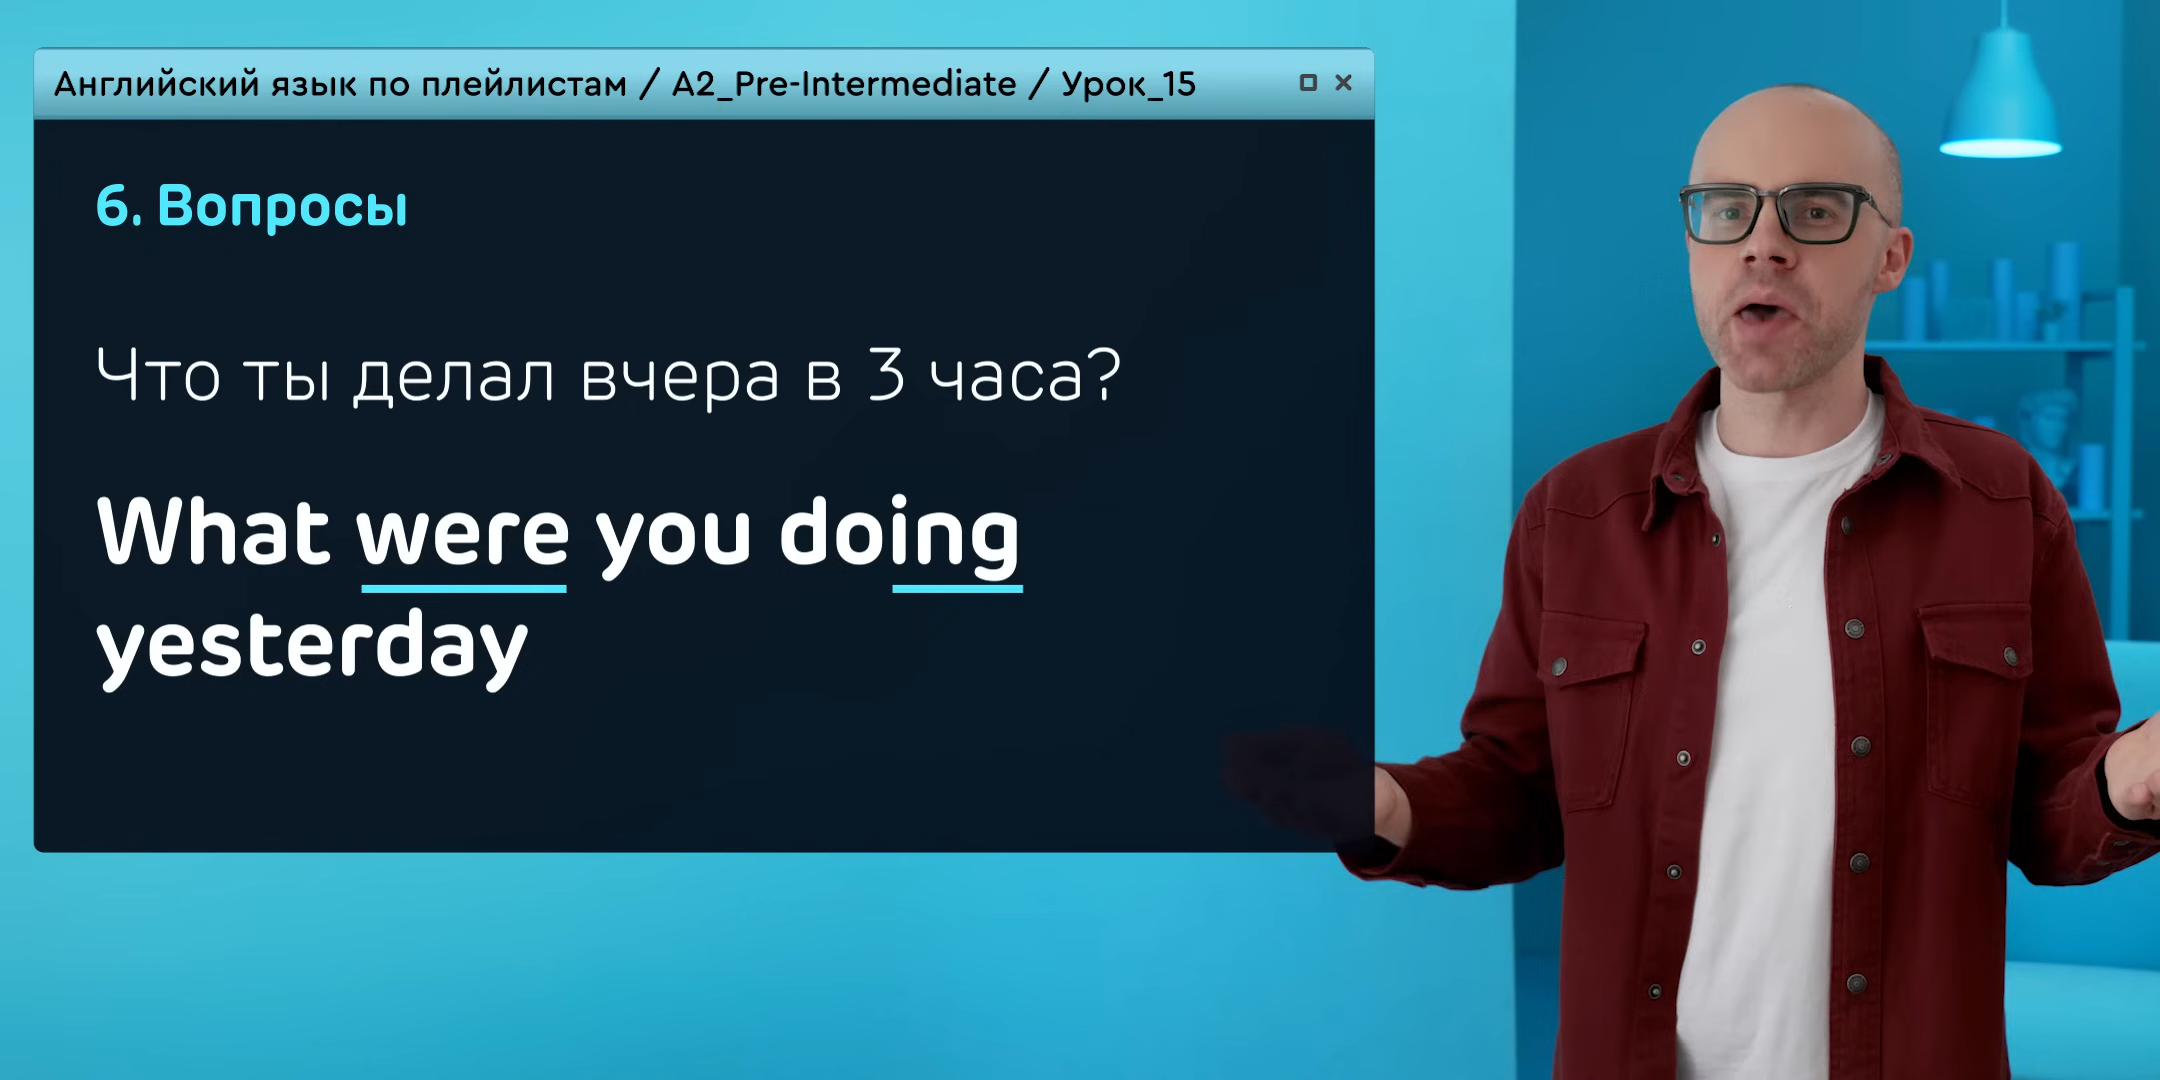 Английский язык по плейлистам / A2_Pre-Intermediate / Урок_15
6. Вопросы
Что ты делал вчера в 3 часа?
What were you doing
yesterday